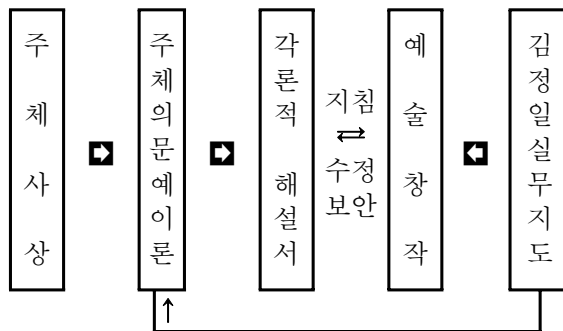 주체사상
주체의문예이론
각론적 해설서
지침
⇄
수정
보안
예술창작
김정일실무지도